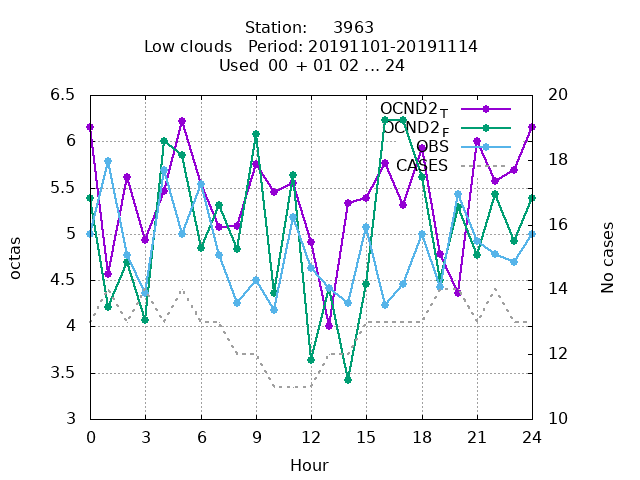 Station: 3963
Low clouds Period: 20191101-20191114
Used 00 + 01 02 ... 24
OCND2_T
OCND2_F
OBS
CASES
6.5
6
5.5
5
4.5
4
3.5
3
20
18
16
14
12
10
0 3 6 9 12 15 18 21 24
octas
No cases
Hour